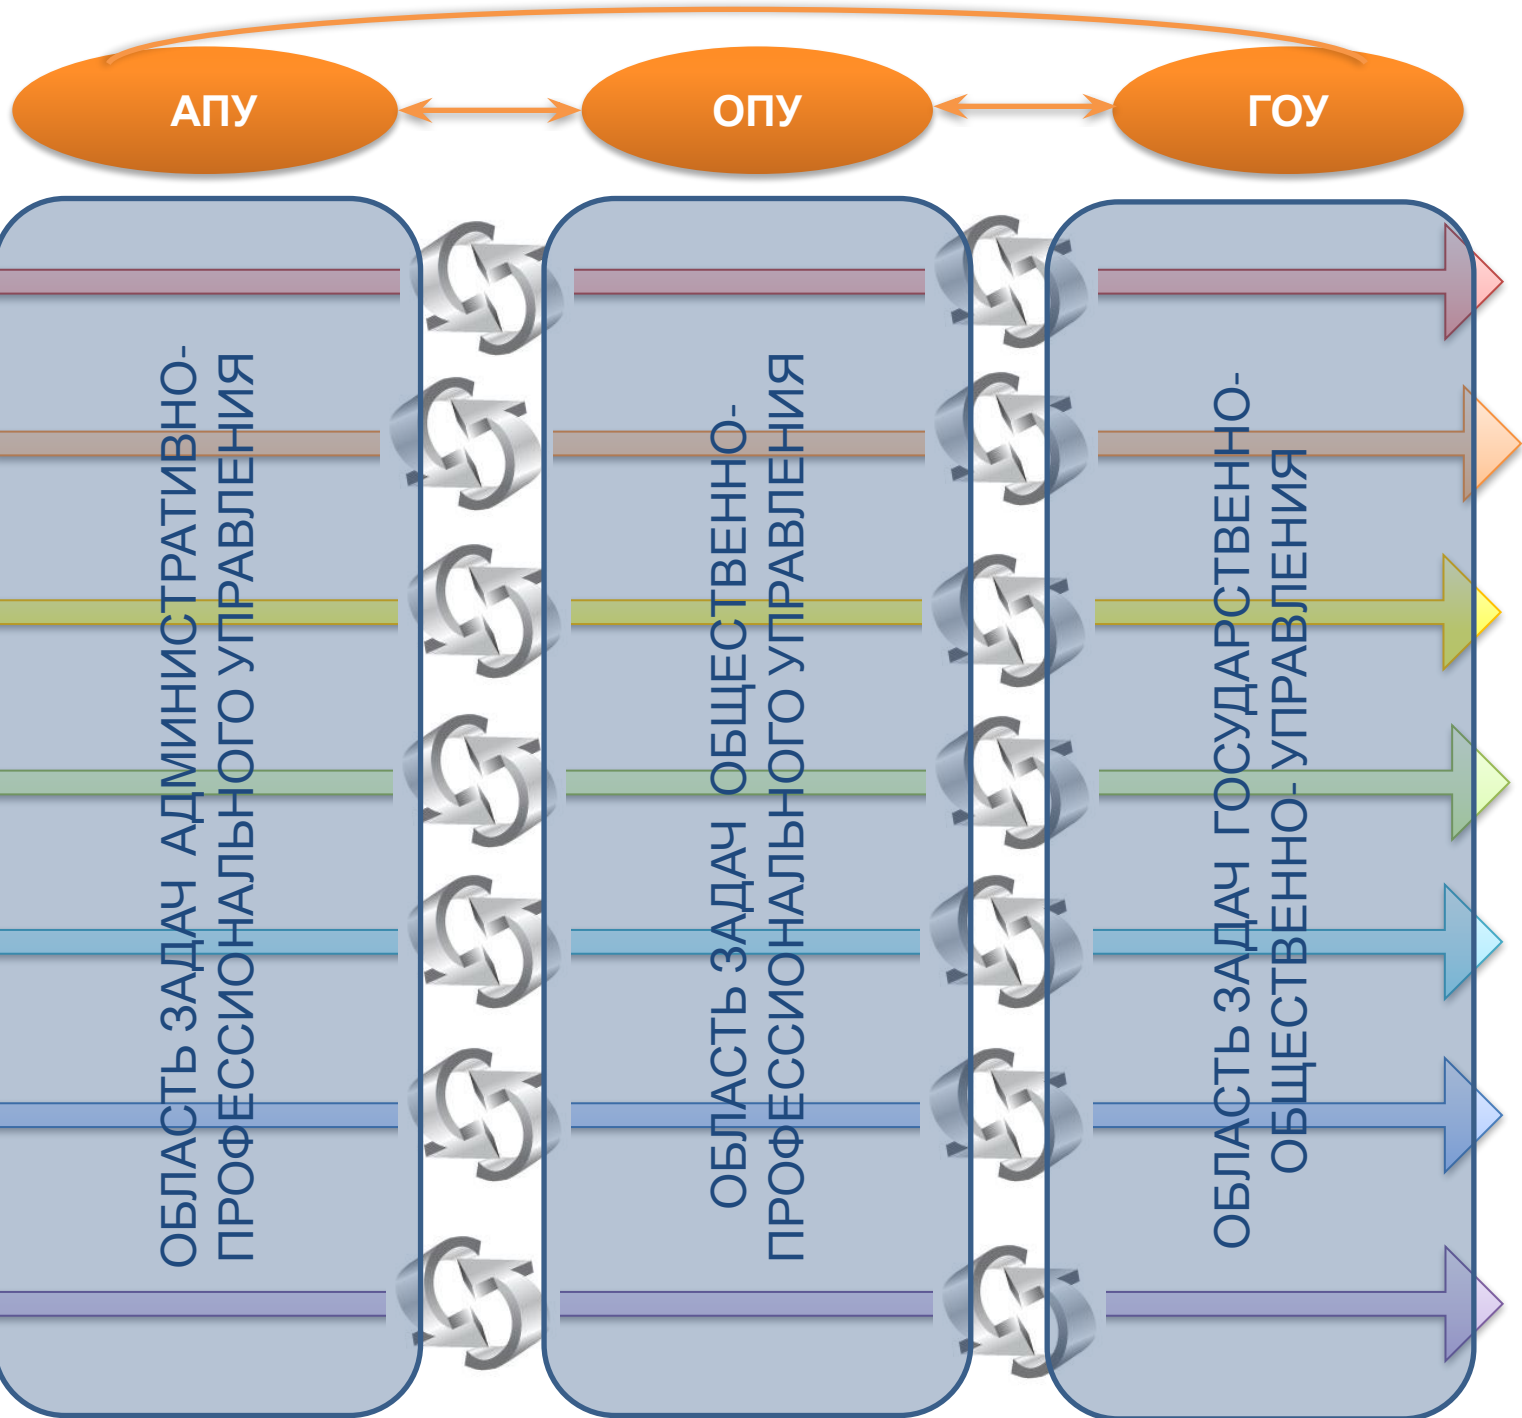 АПУ
ОПУ
ГОУ
ОБЛАСТЬ ЗАДАЧ АДМИНИСТРАТИВНО-
ПРОФЕССИОНАЛЬНОГО УПРАВЛЕНИЯ
ОБЛАСТЬ ЗАДАЧ ОБЩЕСТВЕННО-
ПРОФЕССИОНАЛЬНОГО УПРАВЛЕНИЯ
ОБЛАСТЬ ЗАДАЧ ГОСУДАРСТВЕННО-
ОБЩЕСТВЕННО- УПРАВЛЕНИЯ